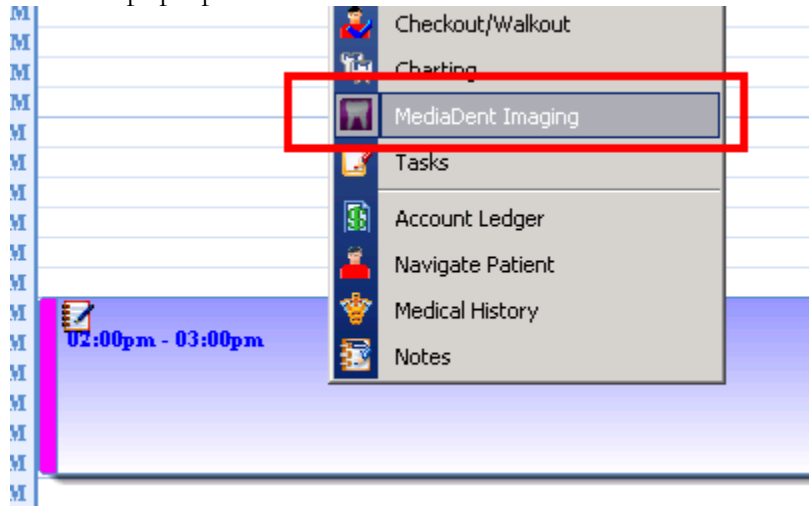 M
M
Checkout/Walkout
M
Charting
M
MediaDent Imaging
M
M
Tasks
M
M
Account Ledger
M
Navigate Patient
M
M
Medical History
M
02:00pm - 03:00pm
M
Notes
M
M
M
M